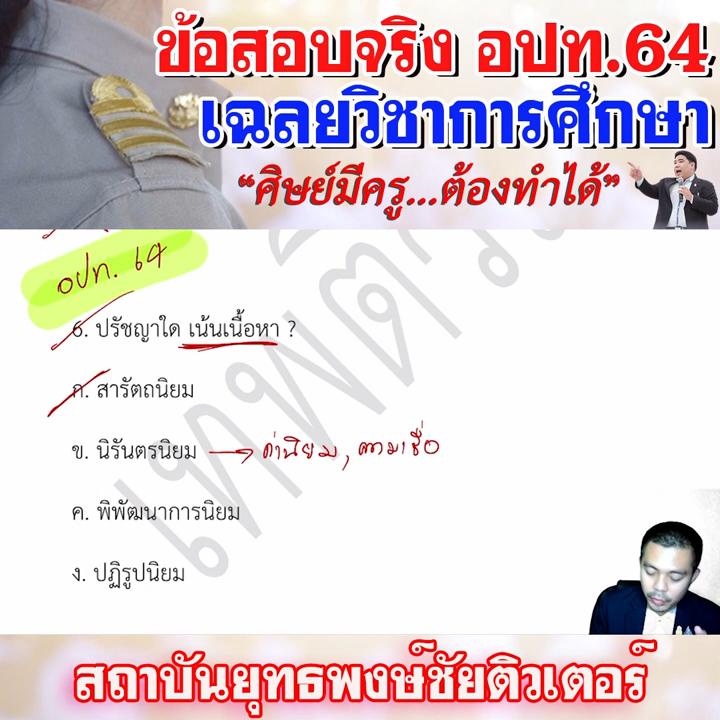 ข้อสอบจริง อปท.64
เฉลยวิชาการศึกษา
“ศิษย์มีครู...ต้องทำได้”
อปท. 64
6. ปรัชญาใด เน้นเนื้อหา ?
ก. สารัตถนิยม
ข. นิรันตรนิยม → ค่านิยม, ความเชื่อ
ค. พิพัฒนาการนิยม
ง. ปฏิรูปนิยม
สถาบันยุทธพงษ์ชัยติวเตอร์